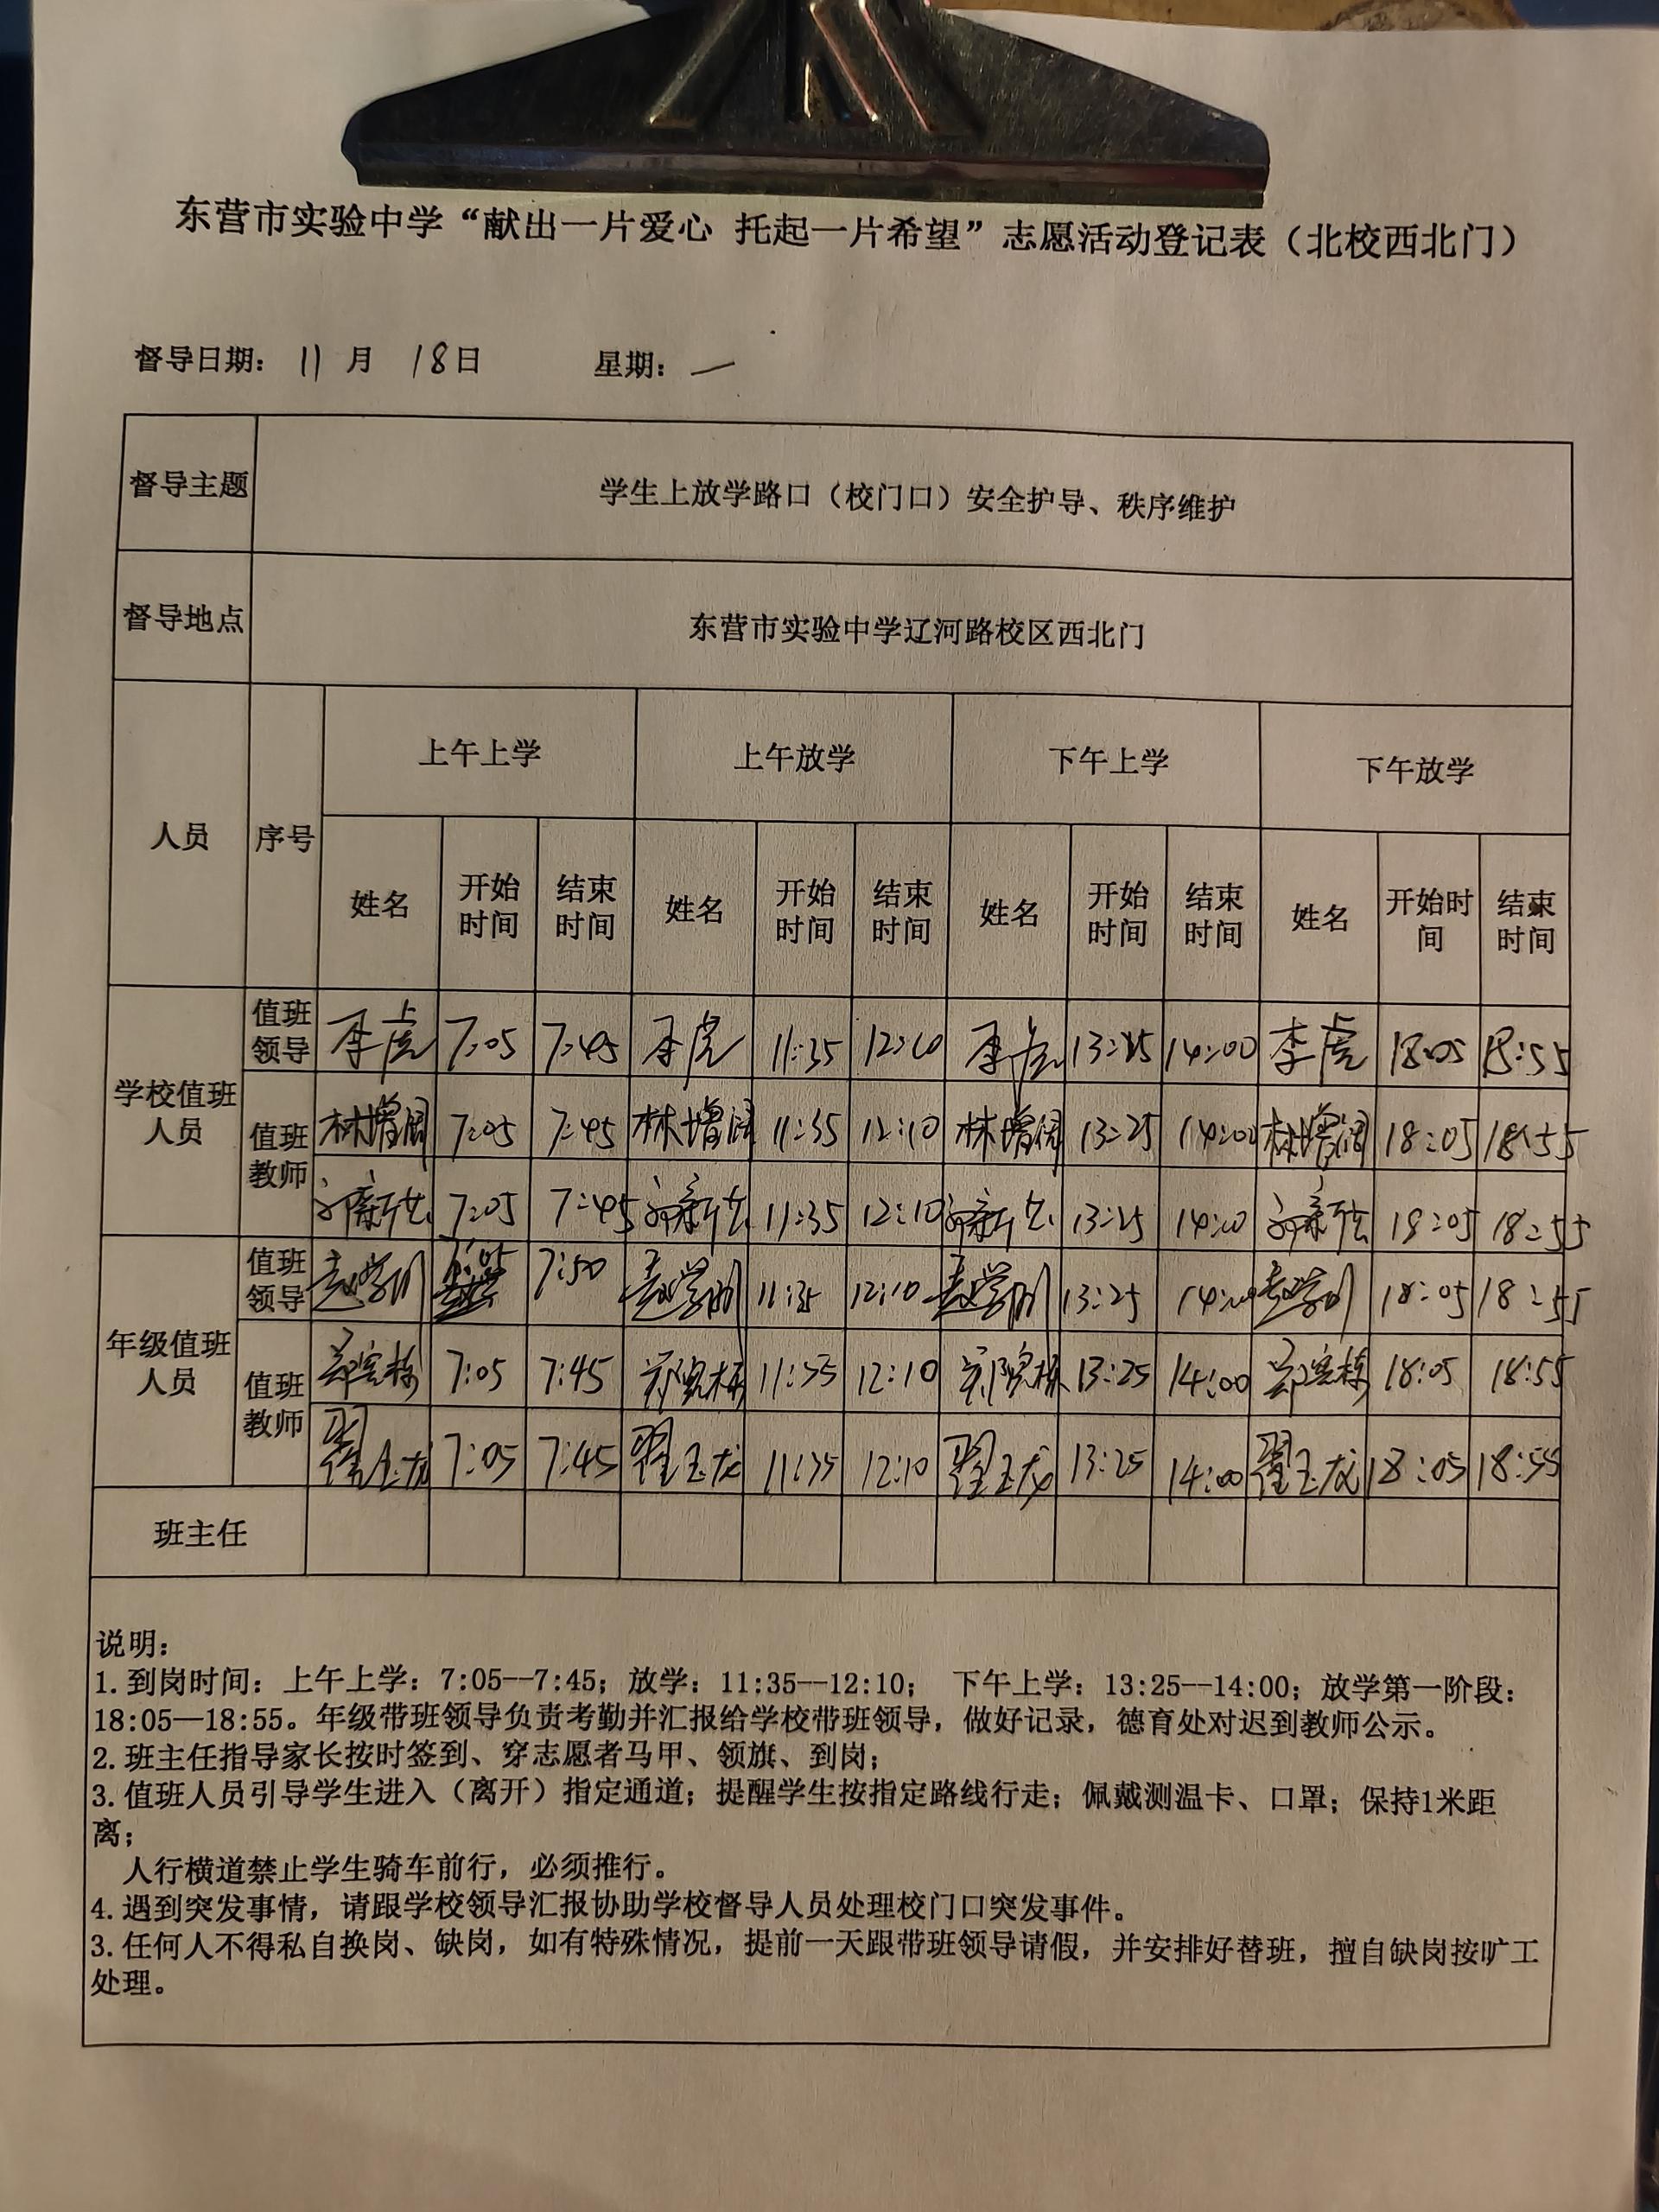 东营市实验中学“献出一片爱心 托起一片希望”志愿活动登记表（北校西北门）
督导日期： 11 月 18日 星期： 一
督导主题 学生上放学路口（校门口）安全护导、秩序维护
督导地点 东营市实验中学辽河路校区西北门
人员 序号 上午上学 上午放学 下午上学 下午放学
姓名 开始时间 结束时间 姓名 开始时间 结束时间 姓名 开始时间 结束时间 姓名 开始时间 结束时间
学校值班人员 值班领导 李虎 7:05 7:45 李虎 11:35 12:10 李虎 13:25 14:00 李虎 18:05 18:55
值班教师 林增阔 7:05 7:45 林增阔 11:35 12:10 林增阔 13:25 14:00 林增阔 18:05 18:55
7:05 7:45 11:35 12:10 13:25 14:00 18:05 18:55
年级值班人员 值班领导 7:05 7:50 11:35 12:10 13:25 14:00 18:05 18:55
值班教师 7:05 7:45 11:35 12:10 13:25 14:00 18:05 18:55
翟玉龙 7:05 7:45 翟玉龙 11:35 12:10 翟玉龙 13:25 14:00 翟玉龙 18:05 18:55
班主任
说明：
1.到岗时间：上午上学：7:05--7:45；放学：11:35--12:10； 下午上学：13:25--14:00；放学第一阶段：
18:05—18:55。年级带班领导负责考勤并汇报给学校带班领导，做好记录，德育处对迟到教师公示。
2.班主任指导家长按时签到、穿志愿者马甲、领旗、到岗；
3.值班人员引导学生进入（离开）指定通道；提醒学生按指定路线行走；佩戴测温卡、口罩；保持1米距
离；
人行横道禁止学生骑车前行，必须推行。
4.遇到突发事情，请跟学校领导汇报协助学校督导人员处理校门口突发事件。
3.任何人不得私自换岗、缺岗，如有特殊情况，提前一天跟带班领导请假，并安排好替班，擅自缺岗按旷工
处理。